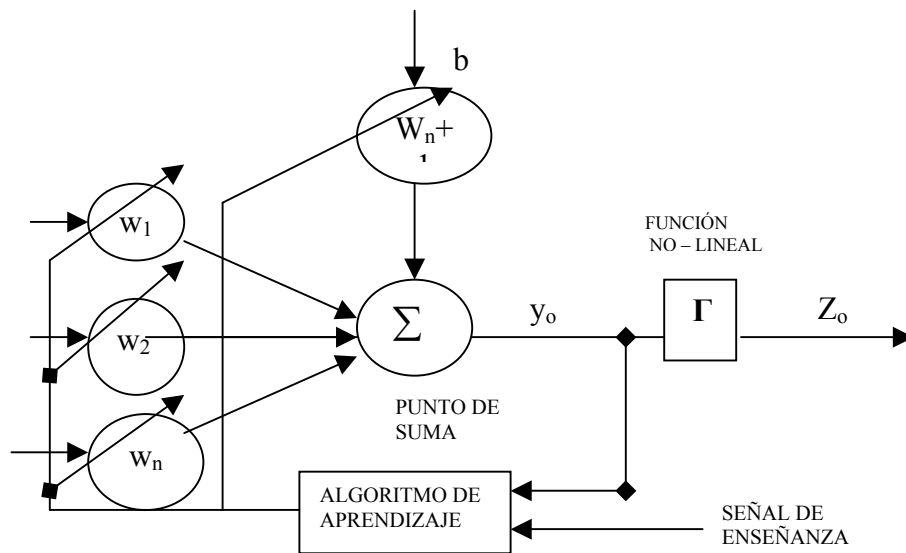 b
Wn+
1
w1
FUNCIÓN
NO – LINEAL
w2
Σ
yo
Γ
Zo
PUNTO DE
SUMA
wn
ALGORITMO DE
APRENDIZAJE
SEÑAL DE
ENSEÑANZA